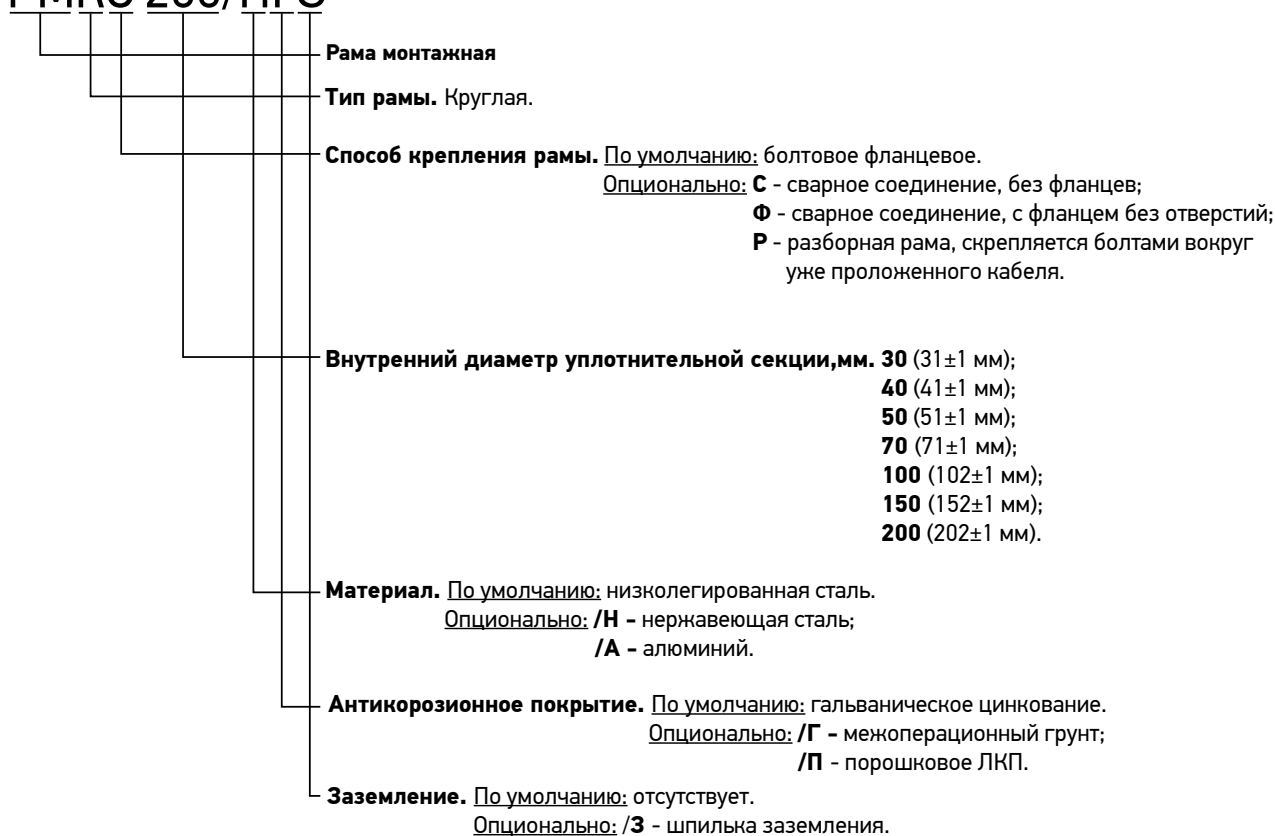 Рама монтажная
Тип рамы. Круглая.
Способ крепления рамы. По умолчанию: болтовое фланцевое.
Опционально: С - сварное соединение, без фланцев;
Ф - сварное соединение, с фланцем без отверстий;
Р - разборная рама, скрепляется болтами вокруг
уже проложенного кабеля.
Внутренний диаметр уплотнительной секции,мм. 30 (31±1 мм);
40 (41±1 мм);
50 (51±1 мм);
70 (71±1 мм);
100 (102±1 мм);
150 (152±1 мм);
200 (202±1 мм).
Материал. По умолчанию: низколегированная сталь.
Опционально: /Н - нержавеющая сталь;
/А - алюминий.
Антикорозионное покрытие. По умолчанию: гальваническое цинкование.
Опционально: /Г - межоперационный грунт;
/П - порошковое ЛКП.
Заземление. По умолчанию: отсутствует.
Опционально: /З - шпилька заземления.